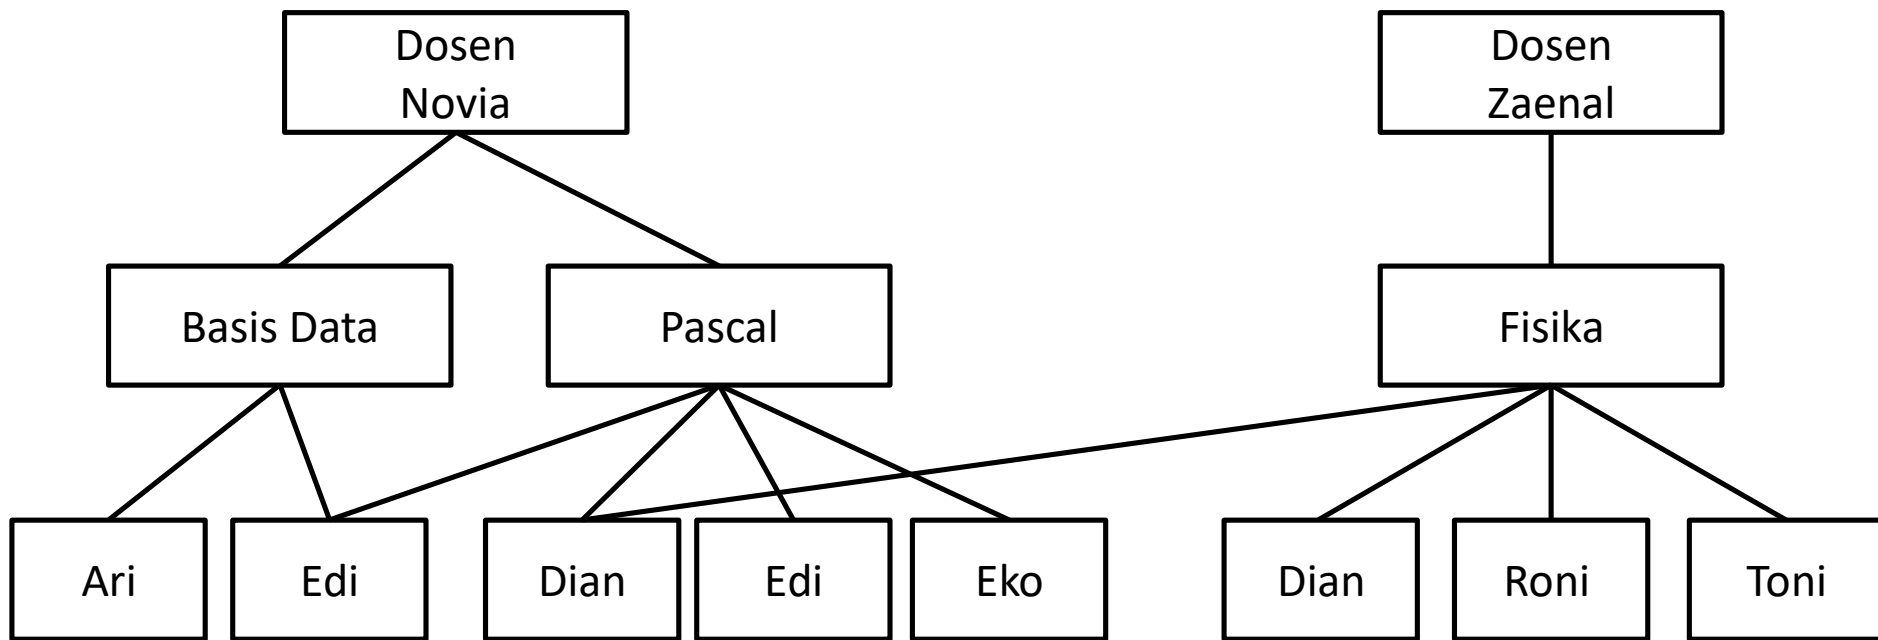 Dosen
Novia
Dosen
Zaenal
Basis Data
Pascal
Fisika
Ari
Edi
Dian
Edi
Eko
Dian
Roni
Toni